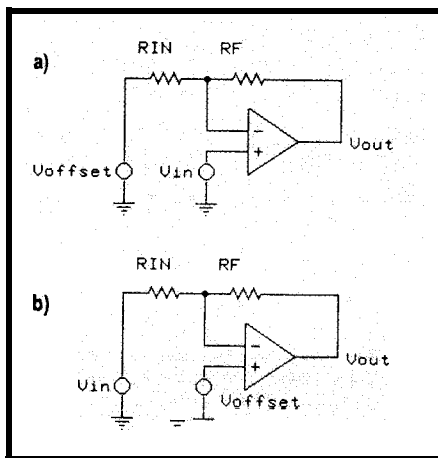 a)
RIN RF
-
+
Vout
Voffset Vin
b)
RIN RF
-
+
Vout
Vin Voffset